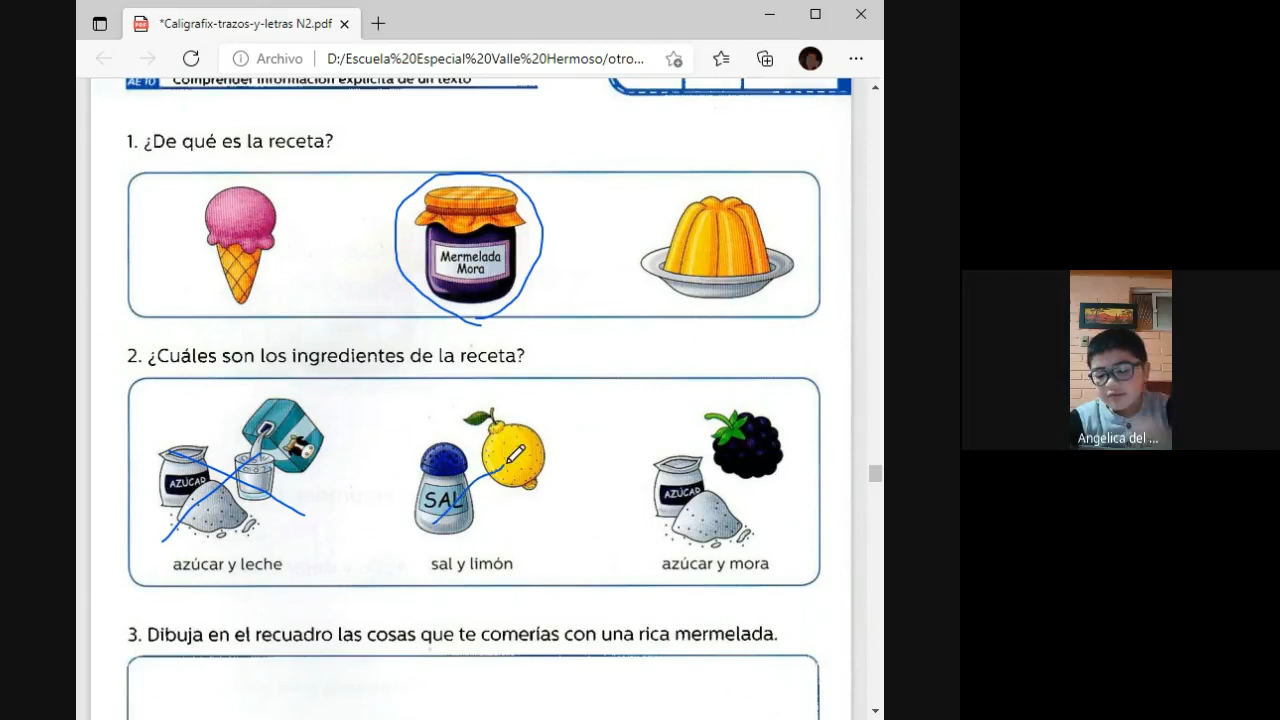 *Caligrafix-trazos-y-letras N2.pdf
Archivo D:/Escuela%20Especial%20Valle%20Hermoso/otro...
AE 10 Comprender información explícita de un texto
1. ¿De qué es la receta?
Mermelada
Mora
2. ¿Cuáles son los ingredientes de la receta?
AZÚCAR
SAL
AZÚCAR
azúcar y leche
sal y limón
azúcar y mora
3. Dibuja en el recuadro las cosas que te comerías con una rica mermelada.
Angelica del ...